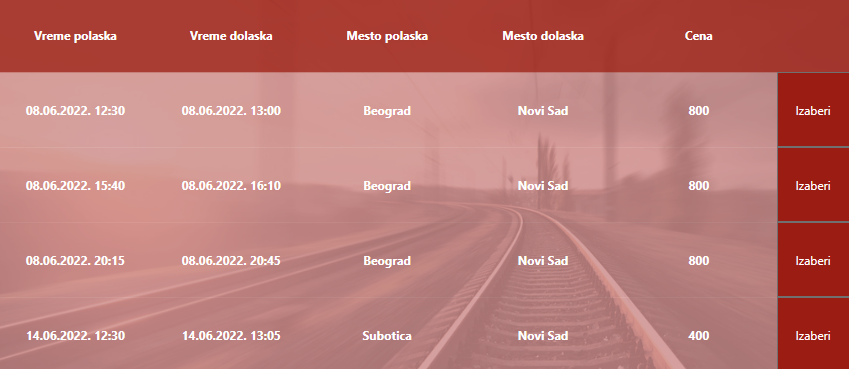 Vreme polaska Vreme dolaska Mesto polaska Mesto dolaska Cena
08.06.2022. 12:30 08.06.2022. 13:00 Beograd Novi Sad 800 Izaberi
08.06.2022. 15:40 08.06.2022. 16:10 Beograd Novi Sad 800 Izaberi
08.06.2022. 20:15 08.06.2022. 20:45 Beograd Novi Sad 800 Izaberi
14.06.2022. 12:30 14.06.2022. 13:05 Subotica Novi Sad 400 Izaberi